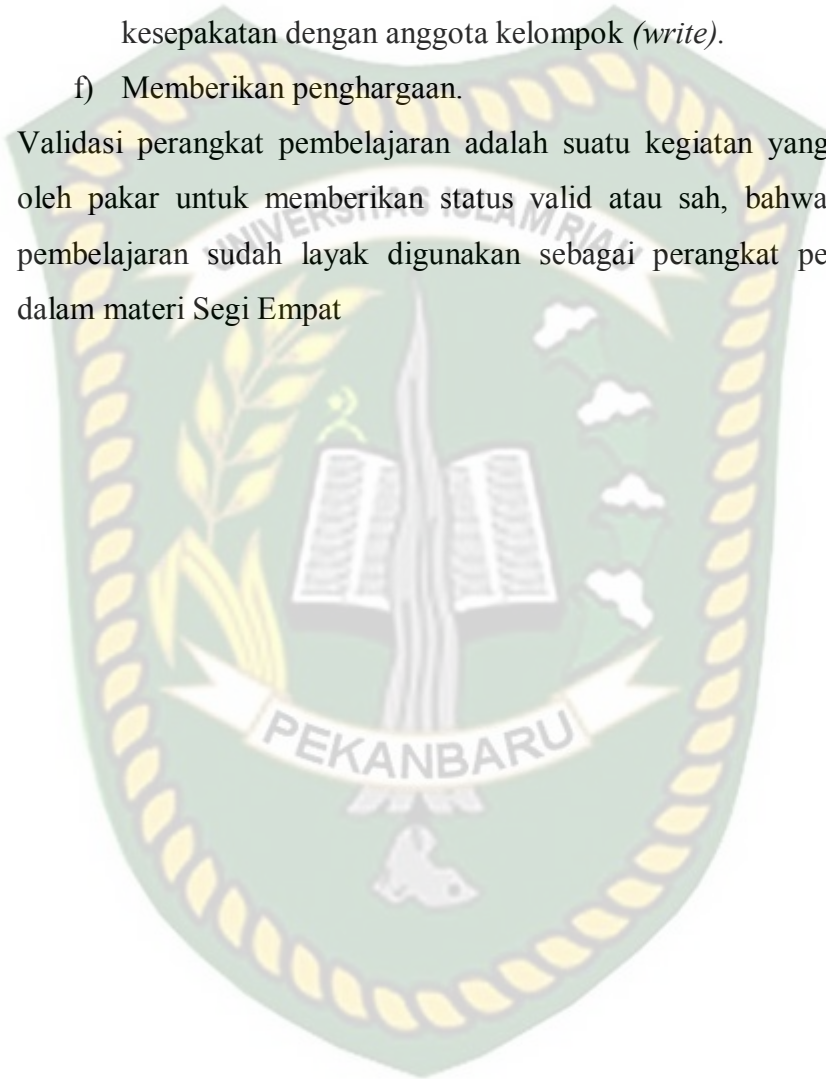 kesepakatan dengan anggota kelompok (write).
f) Memberikan penghargaan.
Validasi perangkat pembelajaran adalah suatu kegiatan yang
oleh pakar untuk memberikan status valid atau sah, bahwa
UNIVERSITAS ISLAM RIAU
pembelajaran sudah layak digunakan sebagai perangkat pe
dalam materi Segi Empat
PEKANBARU